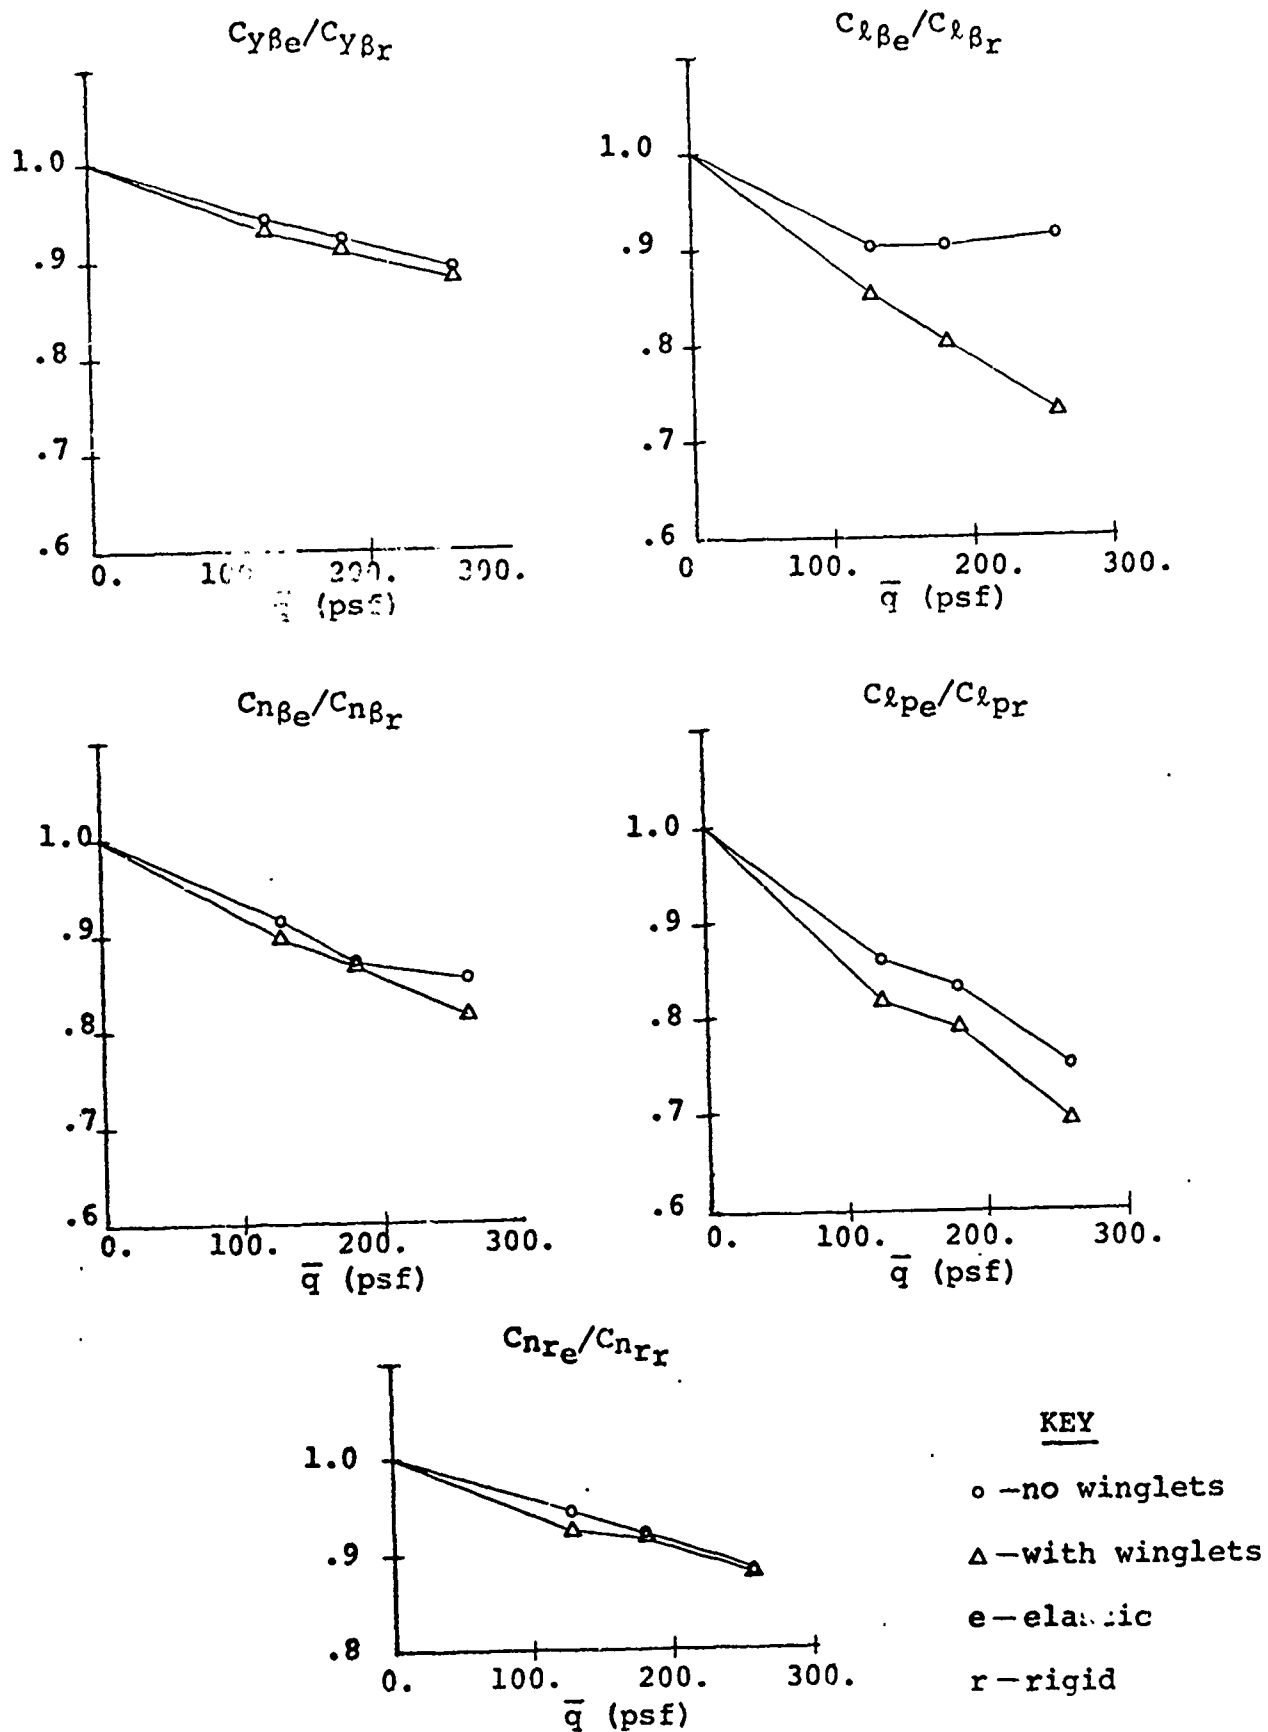 Cyβe/Cyβr
1.0
.9
.8
.7
.6
0.
(psf)
Cℓβe/Cℓβr
1.0
.9
.8
.7
.6
0 100. 200. 300.
q̄ (psf)
Cnβe/Cnβr
1.0
.9
.8
.7
.6
0. 100. 200. 300.
q̄ (psf)
Cℓpe/Cℓpr
1.0
.9
.8
.7
.6
0. 100. 200. 300.
q̄ (psf)
Cnre/Cnrr
1.0
.9
.8
0. 100. 200. 300.
q̄ (psf)
KEY
o —no winglets
Δ —with winglets
e —
r —rigid